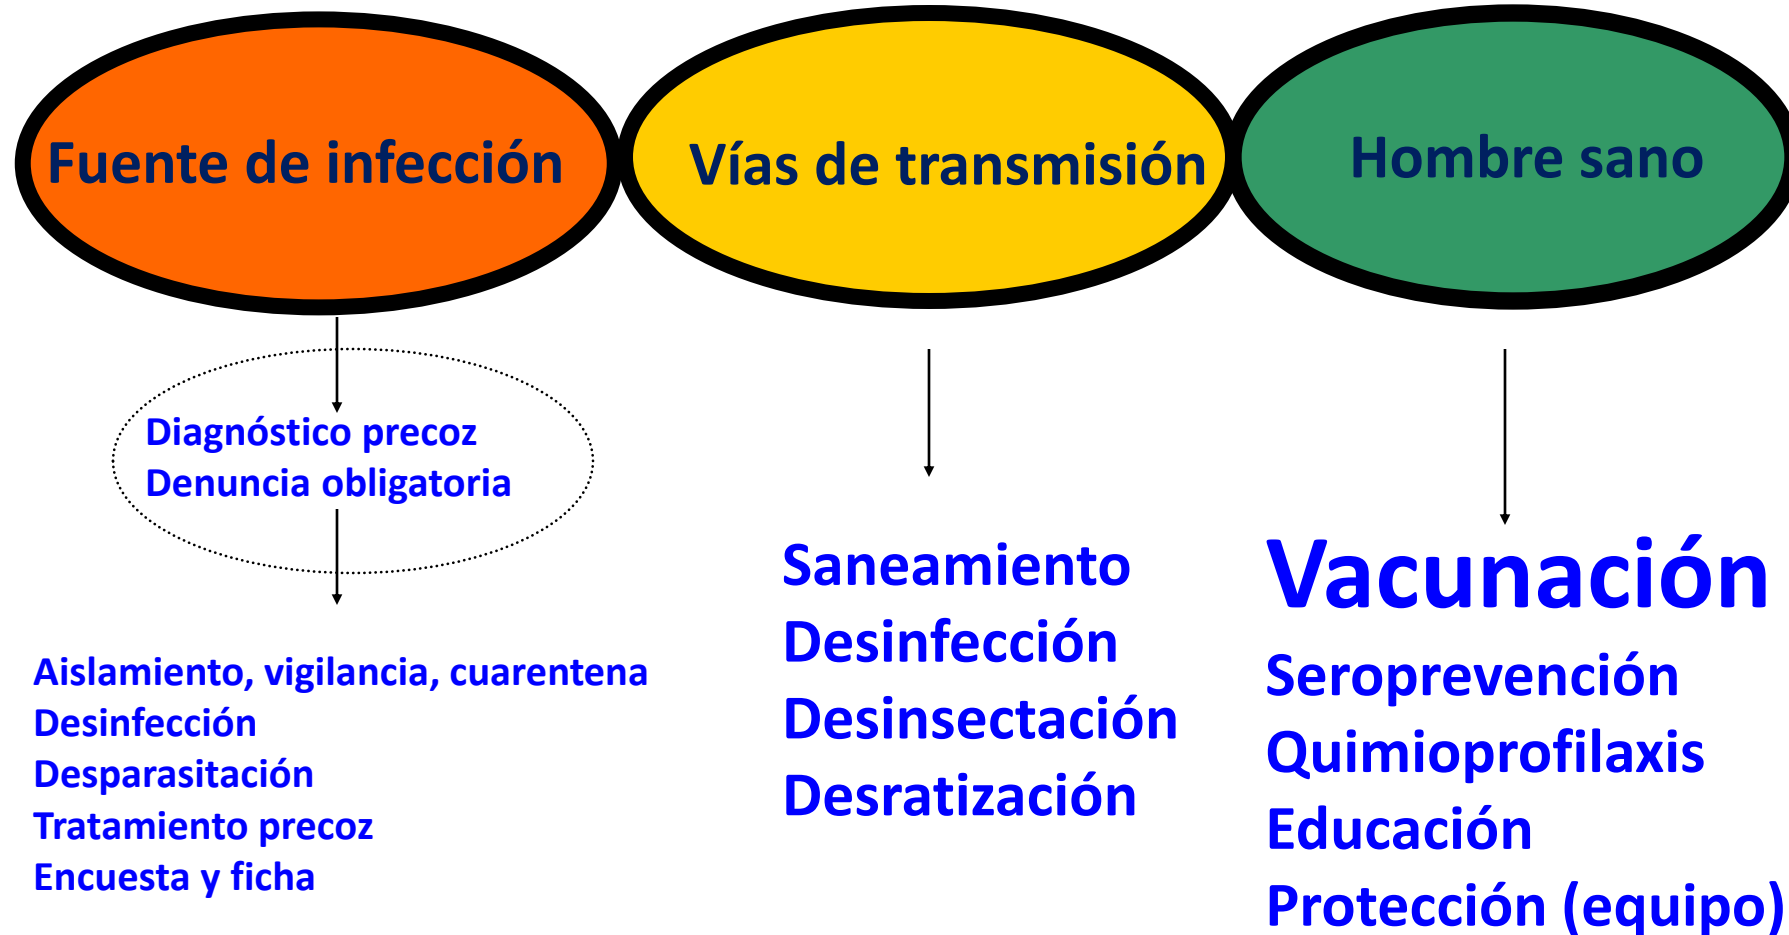 Fuente de infección
Vías de transmisión
Hombre sano
Diagnóstico precoz
Denuncia obligatoria
Aislamiento, vigilancia, cuarentena
Desinfección
Desparasitación
Tratamiento precoz
Encuesta y ficha
Saneamiento
Desinfección
Desinsectación
Desratización
Vacunación
Seroprevención
Quimioprofilaxis
Educación
Protección (equipo)